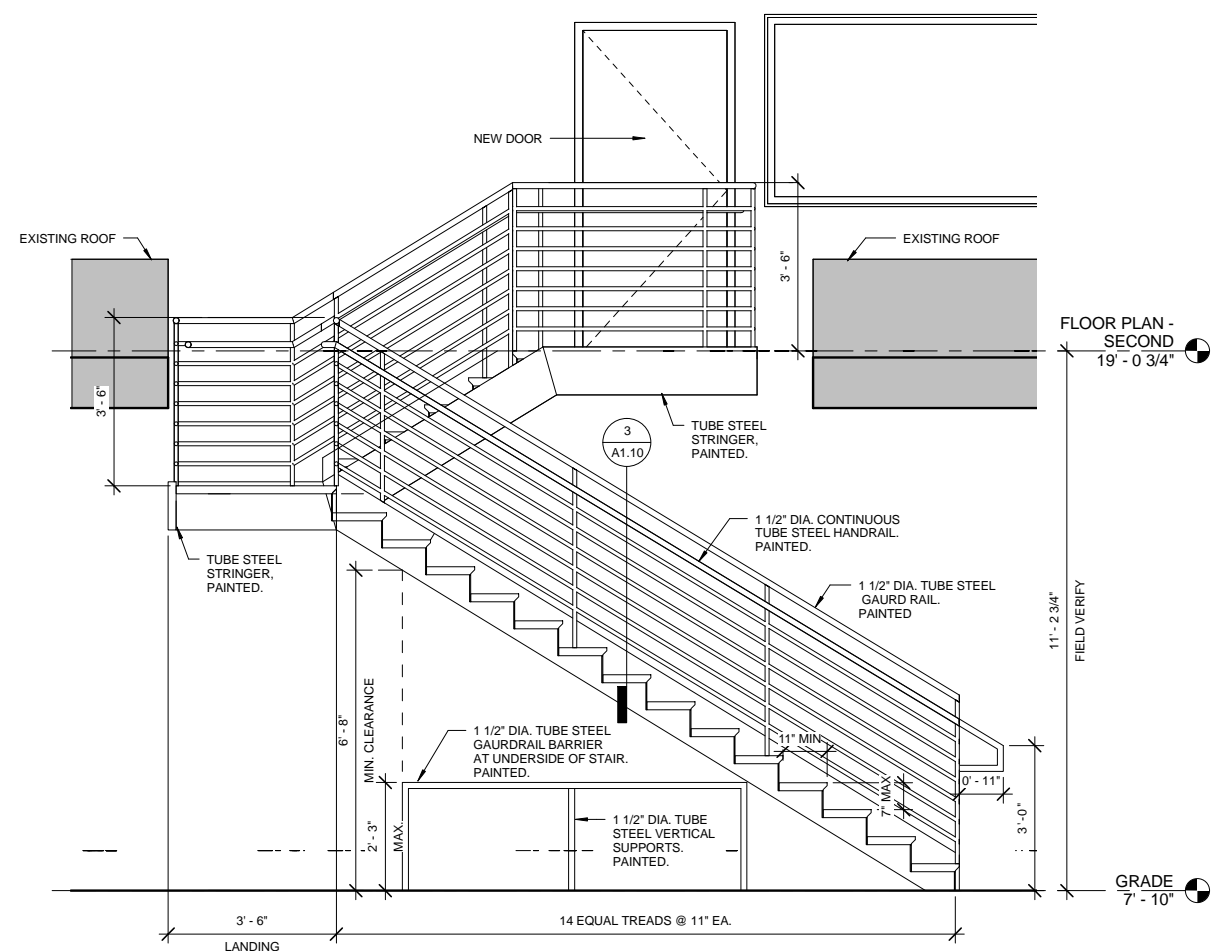 NEW DOOR
EXISTING ROOF
EXISTING ROOF
3' - 6"
FLOOR PLAN -
SECOND
19' - 0 3/4"
3' - 6"
3
A1.10
TUBE STEEL
STRINGER,
PAINTED.
1 1/2" DIA. CONTINUOUS
TUBE STEEL HANDRAIL.
PAINTED.
TUBE STEEL
STRINGER,
PAINTED.
1 1/2" DIA. TUBE STEEL
GAURD RAIL.
PAINTED
11' - 2 3/4"
FIELD VERIFY
6' - 8"
MIN. CLEARANCE
1 1/2" DIA. TUBE STEEL
GAURDRAIL BARRIER
AT UNDERSIDE OF STAIR.
PAINTED.
11" MIN
7" MAX
0' - 11"
3' -0"
2' - 3"
MAX.
1 1/2" DIA. TUBE
STEEL VERTICAL
SUPPORTS.
PAINTED.
GRADE
7' - 10"
3' - 6"
LANDING
14 EQUAL TREADS @ 11" EA.